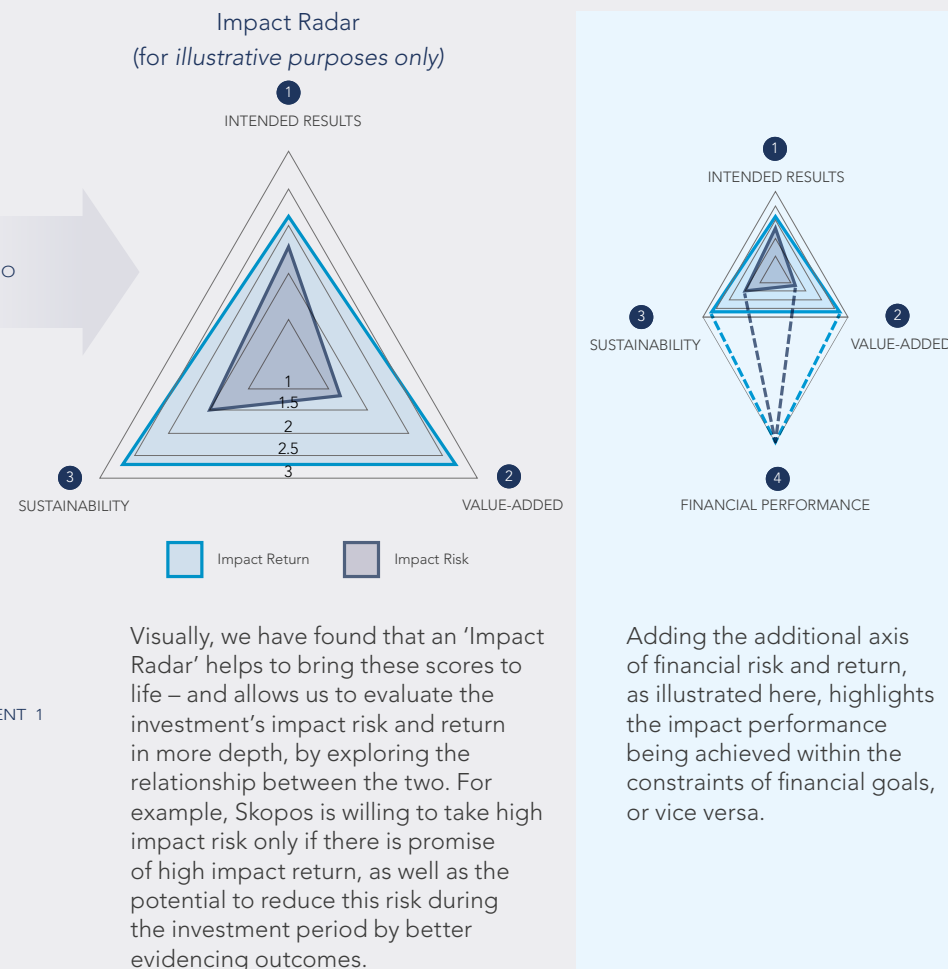 Impact Radar
(for illustrative purposes only)
1
INTENDED RESULTS
O
1
1.5
2
2.5
3
3
SUSTAINABILITY
2
VALUE-ADDED
Impact Return
Impact Risk
ENT 1
Visually, we have found that an ‘Impact
Radar’ helps to bring these scores to
life – and allows us to evaluate the
investment’s impact risk and return
in more depth, by exploring the
relationship between the two. For
example, Skopos is willing to take high
impact risk only if there is promise
of high impact return, as well as the
potential to reduce this risk during
the investment period by better
evidencing outcomes.
1
INTENDED RESULTS
3
SUSTAINABILITY
2
VALUE-ADDED
4
FINANCIAL PERFORMANCE
Adding the additional axis
of financial risk and return,
as illustrated here, highlights
the impact performance
being achieved within the
constraints of financial goals,
or vice versa.